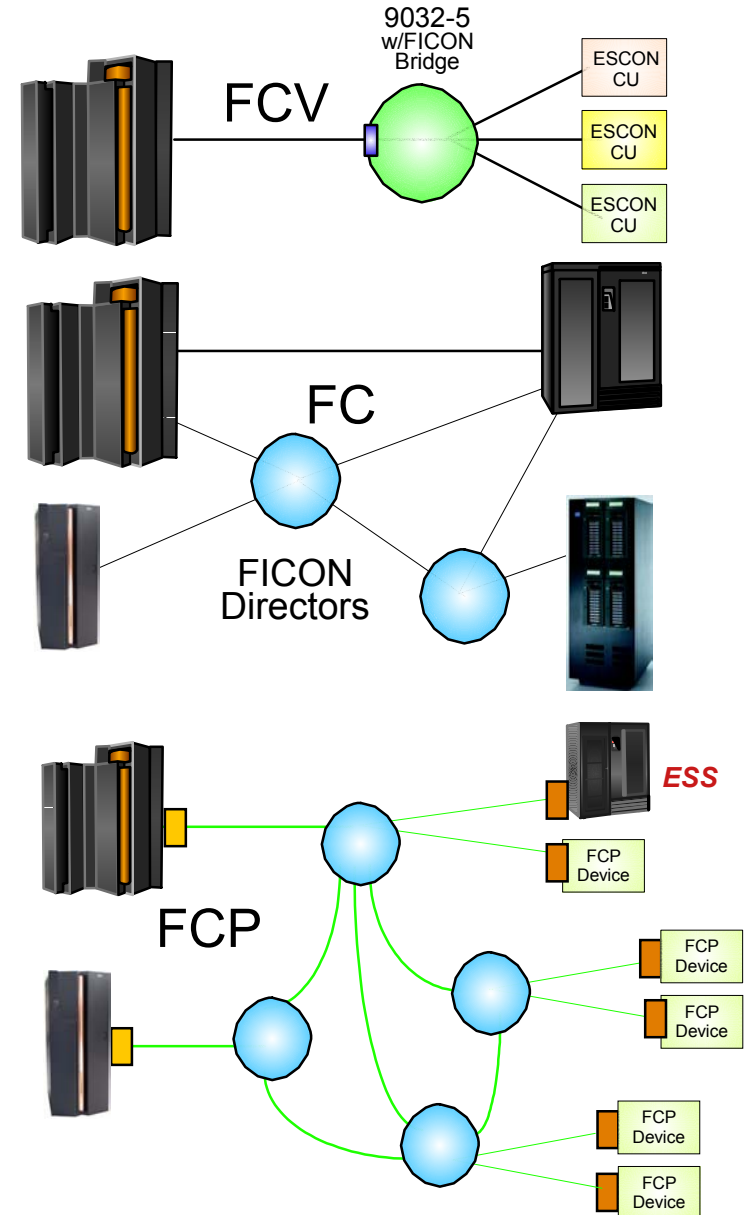 9032-5
w/FICON
Bridge
FCV
ESCON
CU
ESCON
CU
ESCON
CU
FC
FICON
Directors
ESS
FCP
Device
FCP
FCP
Device
FCP
Device
FCP
Device
FCP
Device